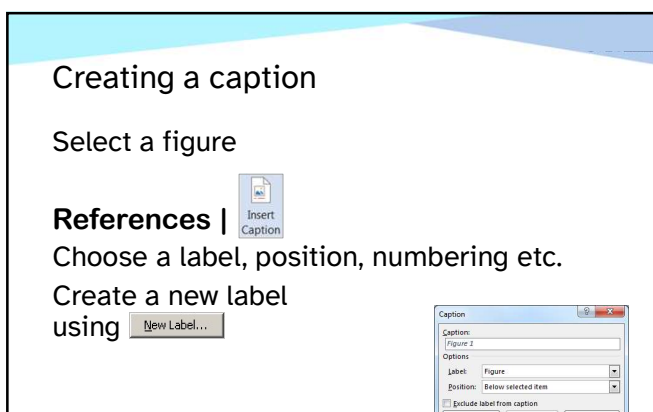 Creating a caption
Select a figure
References | Insert Caption
Choose a label, position, numbering etc.
Create a new label
using New Label...
Caption
Caption:
Figure 1
Options
Label: Figure
Position: Below selected item
Exclude label from caption